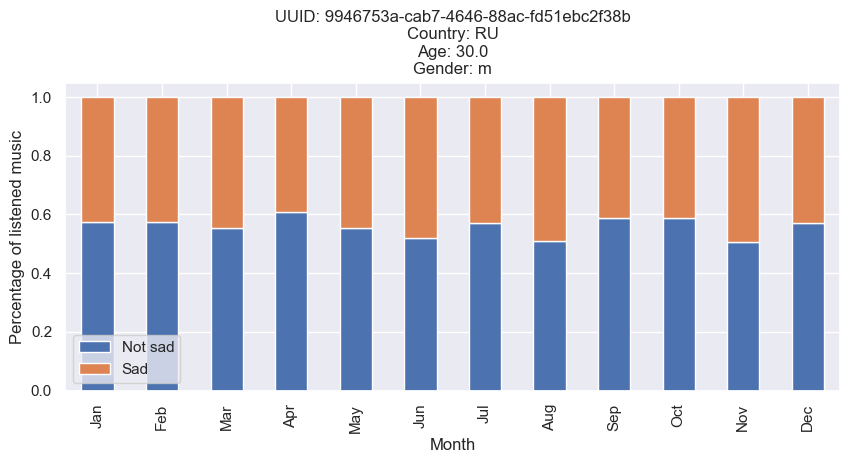 UUID: 9946753a-cab7-4646-88ac-fd51ebc2f38b
Country: RU
Age: 30.0
Gender: m
Percentage of listened music
1.0
0.8
0.6
0.4
0.2
0.0
Not sad
Sad
Jan
Feb
Mar
Apr
May
Jun
Jul
Aug
Sep
Oct
Nov
Dec
Month